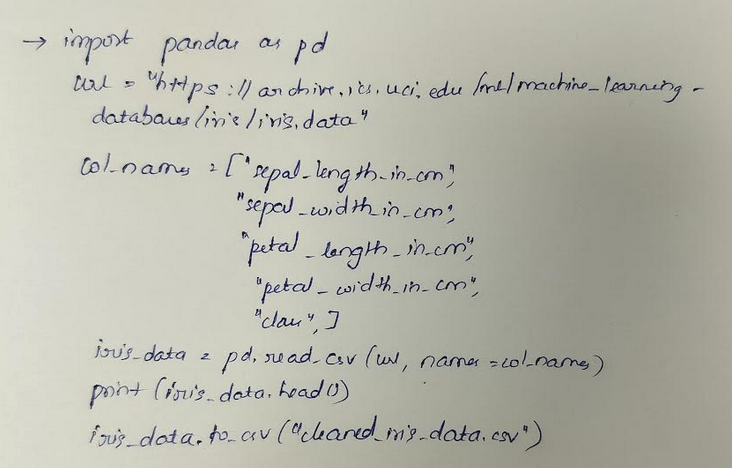 → import pandas as pd
url = "https://archive.ics.uci.edu/ml/machine_learning-
databases/iris/iris.data"
col_names = ["sepal_length_in_cm",
"sepal_width_in_cm",
"petal_length_in_cm",
"petal_width_in_cm",
"class",]
iris_data = pd.read_csv (url, names=col_names)
print (iris_data.head())
iris_data.to_csv ("cleaned_iris_data.csv")